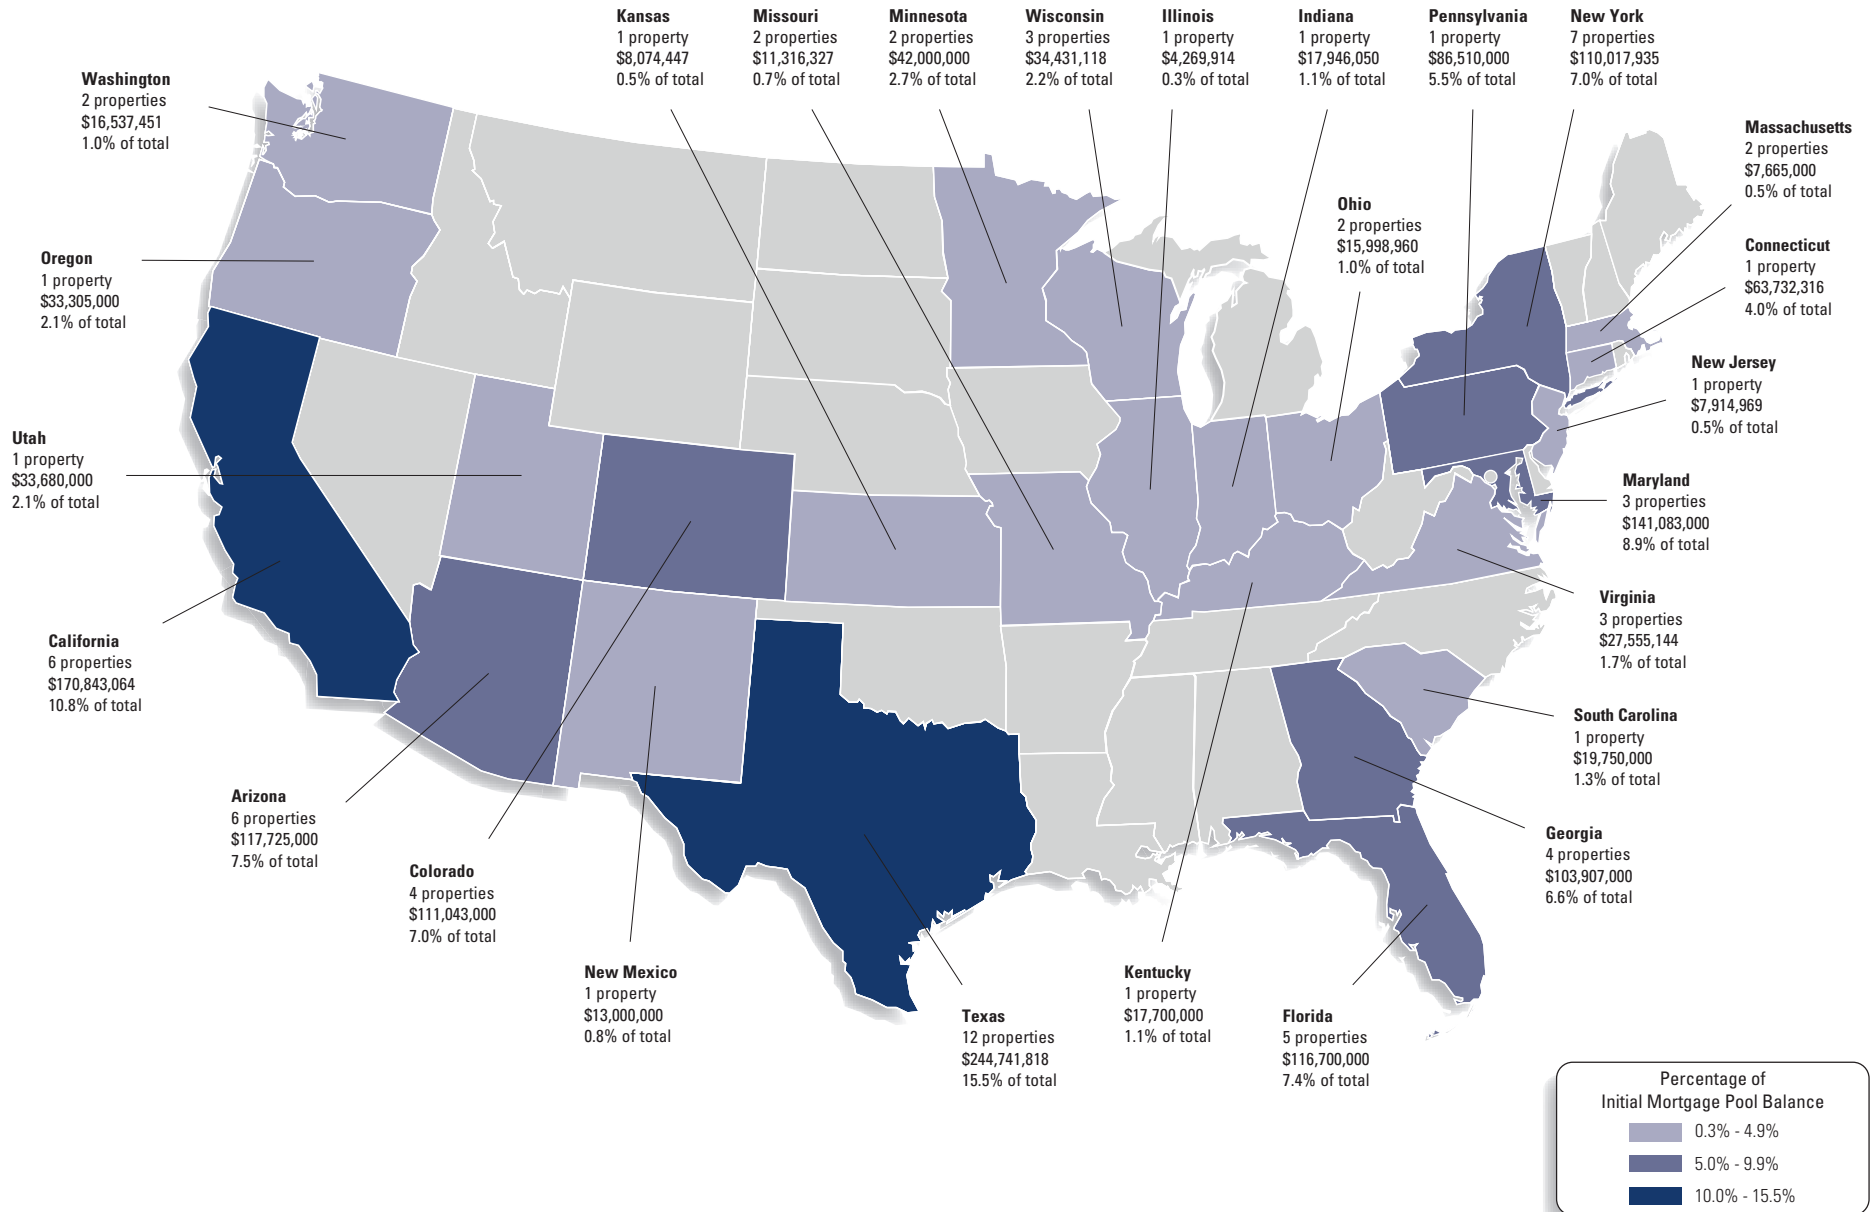 Kansas
1 property
$8,074,447
0.5% of total
Missouri
2 properties
$11,316,327
0.7% of total
Minnesota
2 properties
$42,000,000
2.7% of total
Wisconsin
3 properties
$34,431,118
2.2% of total
Illinois
1 property
$4,269,914
0.3% of total
Indiana
1 property
$17,946,050
1.1% of total
Pennsylvania
1 property
$86,510,000
5.5% of total
New York
7 properties
$110,017,935
7.0% of total
Washington
2 properties
$16,537,451
1.0% of total
Massachusetts
2 properties
$7,665,000
0.5% of total
Ohio
2 properties
$15,998,960
1.0% of total
Connecticut
1 property
$63,732,316
4.0% of total
Oregon
1 property
$33,305,000
2.1% of total
New Jersey
1 property
$7,914,969
0.5% of total
Utah
1 property
$33,680,000
2.1% of total
Maryland
3 properties
$141,083,000
8.9% of total
Virginia
3 properties
$27,555,144
1.7% of total
California
6 properties
$170,843,064
10.8% of total
South Carolina
1 property
$19,750,000
1.3% of total
Arizona
6 properties
$117,725,000
7.5% of total
Georgia
4 properties
$103,907,000
6.6% of total
Colorado
4 properties
$111,043,000
7.0% of total
New Mexico
1 property
$13,000,000
0.8% of total
Texas
12 properties
$244,741,818
15.5% of total
Kentucky
1 property
$17,700,000
1.1% of total
Florida
5 properties
$116,700,000
7.4% of total
Percentage of
Initial Mortgage Pool Balance
0.3% - 4.9%
5.0% - 9.9%
10.0% - 15.5%